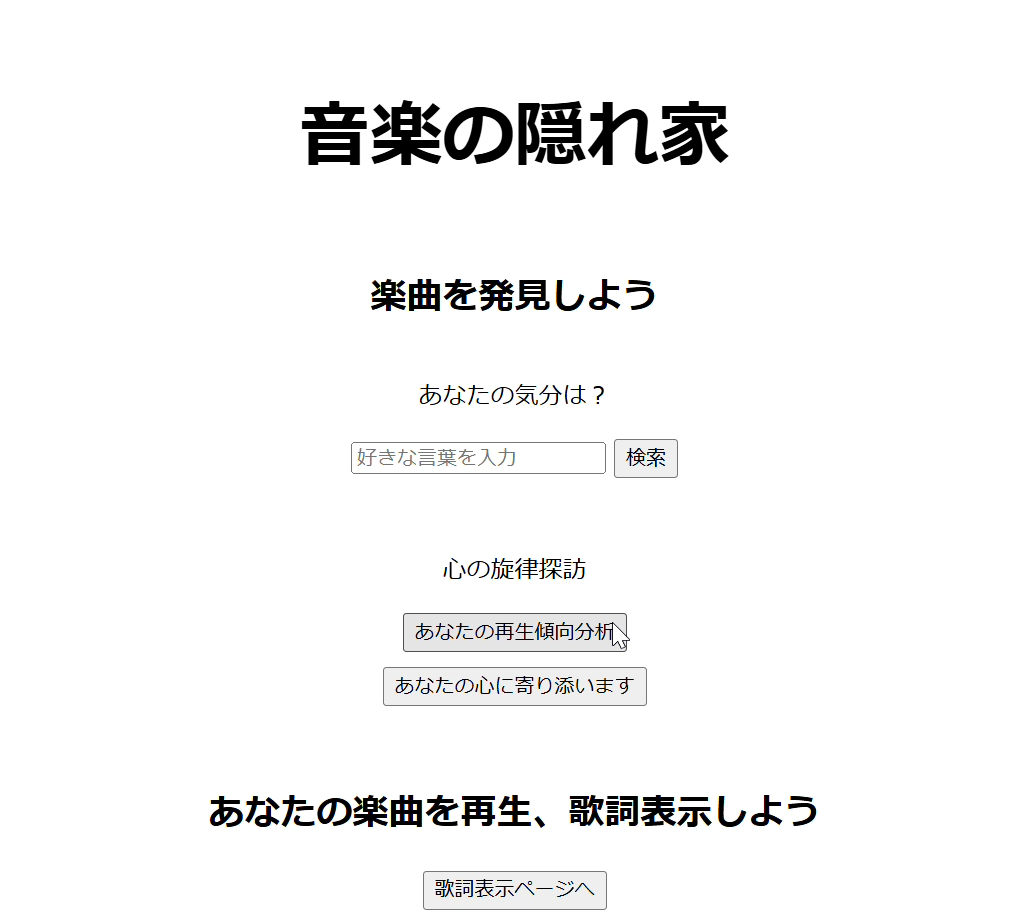 音楽の隠れ家
楽曲を発見しよう
あなたの気分は？
好きな言葉を入力 検索
心の旋律探訪
あなたの再生傾向分析
あなたの心に寄り添います
あなたの楽曲を再生、歌詞表示しよう
歌詞表示ページへ